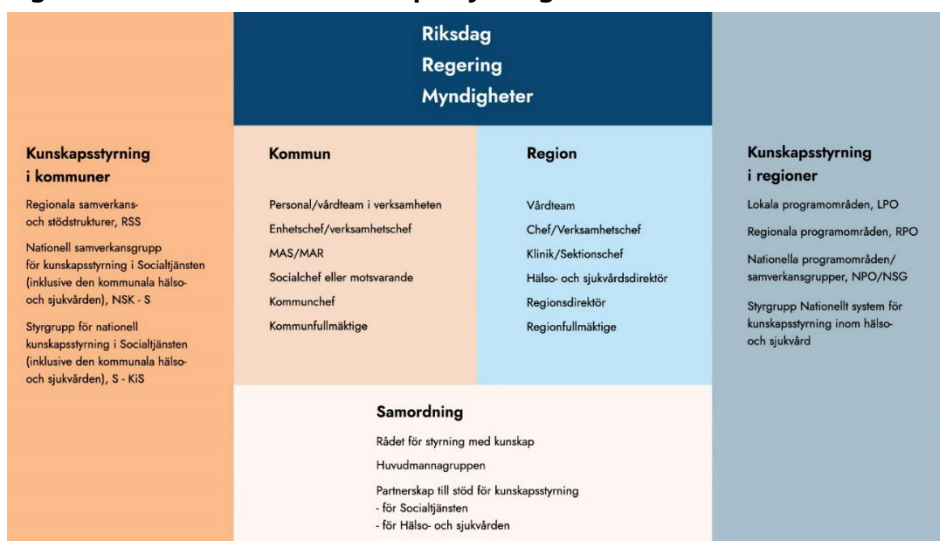 Riksdag
Regering
Myndigheter
Kunskapsstyrning
i kommuner
Regionala samverkans-
och stödstrukturer, RSS
Nationell samverkansgrupp
för kunskapsstyrning i Socialtjänsten
(inklusive den kommunala hälso-
och sjukvården), NSK - S
Styrgrupp för nationell
kunskapsstyrning i Socialtjänsten
(inklusive den kommunala hälso-
och sjukvården), S - KiS
Kommun
Personal/vårdteam i verksamheten
Enhetschef/verksamhetschef
MAS/MAR
Socialchef eller motsvarande
Kommunchef
Kommunfullmäktige
Region
Vårdteam
Chef/Verksamhetschef
Klinik/Sektionschef
Hälso- och sjukvårdsdirektör
Regionsdirektör
Regionfullmäktige
Kunskapsstyrning
i regioner
Lokala programområden, LPO
Regionala programområden, RPO
Nationella programområden/
samverkansgrupper, NPO/NSG
Styrgrupp Nationellt system för
kunskapsstyrning inom hälso-
och sjukvård
Samordning
Rådet för styrning med kunskap
Huvudmannagruppen
Partnerskap till stöd för kunskapsstyrning
- för Socialtjänsten
- för Hälso- och sjukvården